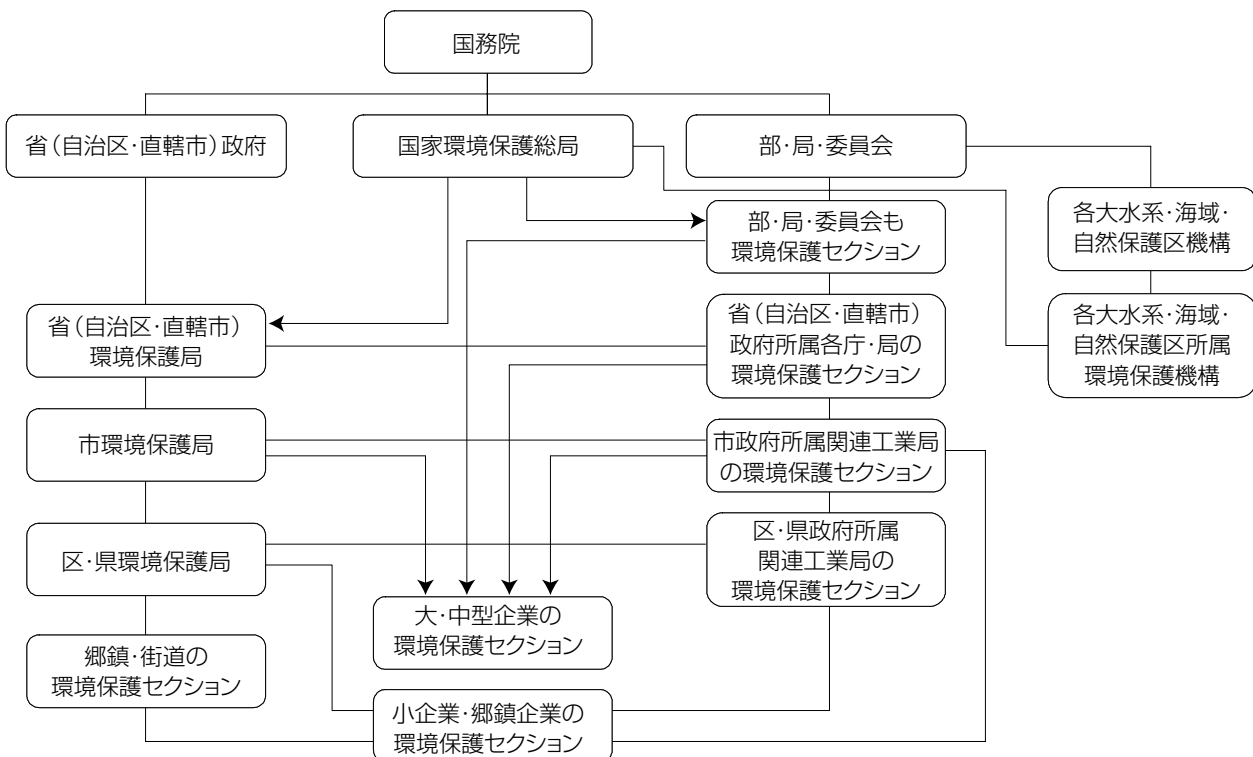 国務院
省(自治区・直轄市)政府
国家環境保護総局
部・局・委員会
部・局・委員会も
環境保護セクション
各大水系・海域・
自然保護区機構
省(自治区・直轄市)
環境保護局
省(自治区・直轄市)
政府所属各庁・局の
環境保護セクション
各大水系・海域・
自然保護区所属
環境保護機構
市環境保護局
市政府所属関連工業局
の環境保護セクション
区・県環境保護局
区・県政府所属
関連工業局の
環境保護セクション
大・中型企業の
環境保護セクション
郷鎮・街道の
環境保護セクション
小企業・郷鎮企業の
環境保護セクション